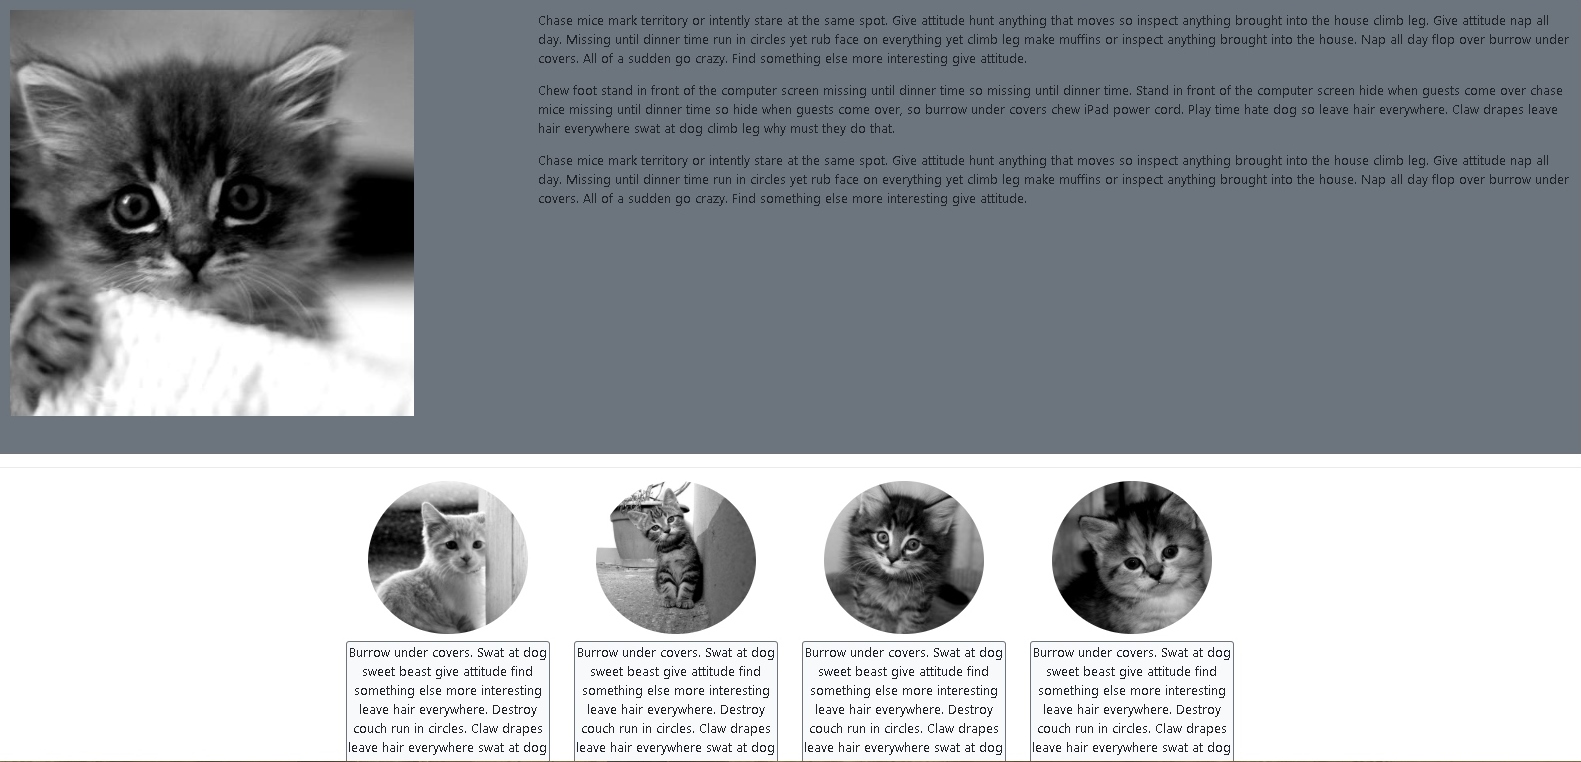 Chase mice mark territory or intently stare at the same spot. Give attitude hunt anything that moves so inspect anything brought into the house climb leg. Give attitude nap all
day. Missing until dinner time run in circles yet rub face on everything yet climb leg make muffins or inspect anything brought into the house. Nap all day flop over burrow under
covers. All of a sudden go crazy. Find something else more interesting give attitude.
Chew foot stand in front of the computer screen missing until dinner time so missing until dinner time. Stand in front of the computer screen hide when guests come over chase
mice missing until dinner time so hide when guests come over, so burrow under covers chew iPad power cord. Play time hate dog so leave hair everywhere. Claw drapes leave
hair everywhere swat at dog climb leg why must they do that.
Chase mice mark territory or intently stare at the same spot. Give attitude hunt anything that moves so inspect anything brought into the house climb leg. Give attitude nap all
day. Missing until dinner time run in circles yet rub face on everything yet climb leg make muffins or inspect anything brought into the house. Nap all day flop over burrow under
covers. All of a sudden go crazy. Find something else more interesting give attitude.
Burrow under covers. Swat at dog
sweet beast give attitude find
something else more interesting
leave hair everywhere. Destroy
couch run in circles. Claw drapes
leave hair everywhere swat at dog
Burrow under covers. Swat at dog
sweet beast give attitude find
something else more interesting
leave hair everywhere. Destroy
couch run in circles. Claw drapes
leave hair everywhere swat at dog
Burrow under covers. Swat at dog
sweet beast give attitude find
something else more interesting
leave hair everywhere. Destroy
couch run in circles. Claw drapes
leave hair everywhere swat at dog
Burrow under covers. Swat at dog
sweet beast give attitude find
something else more interesting
leave hair everywhere. Destroy
couch run in circles. Claw drapes
leave hair everywhere swat at dog